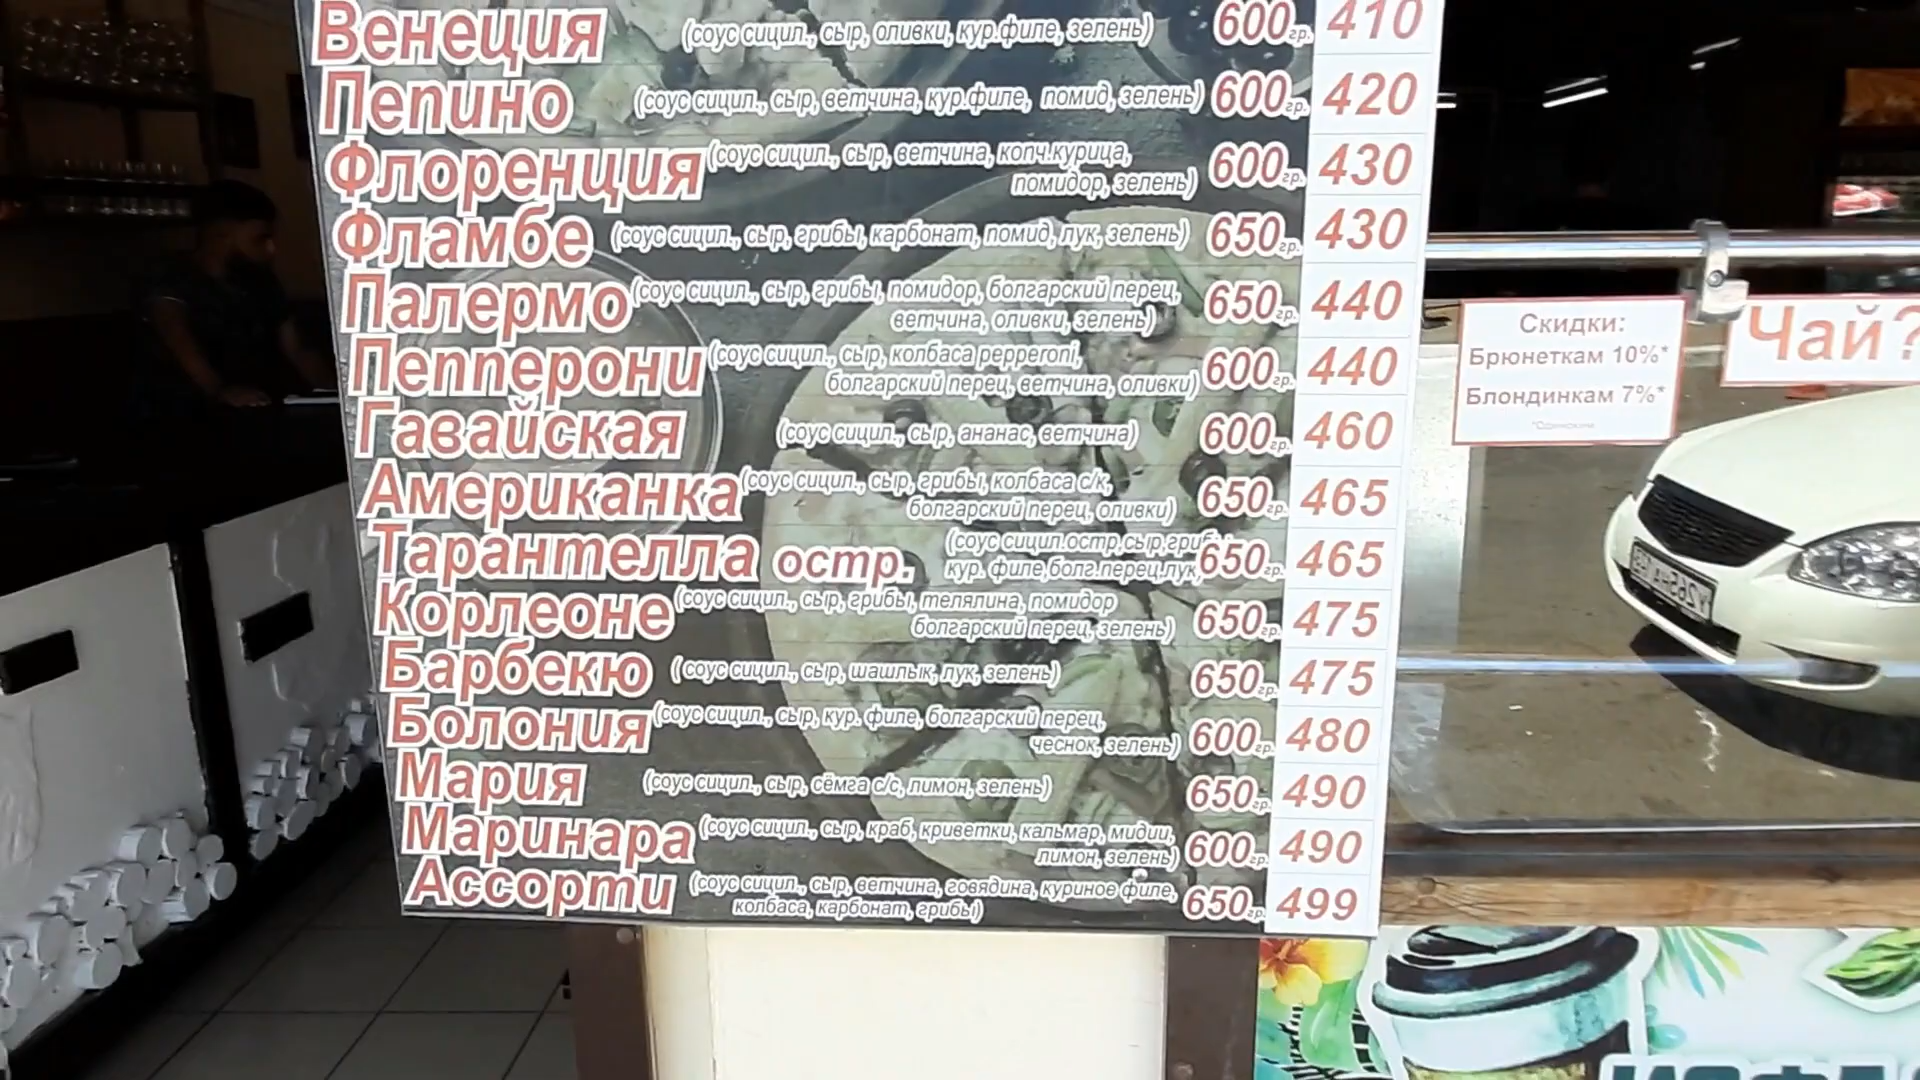 Венеция (соус сицил., сыр, оливки, кур.филе, зелень) 600гр. 410
Пепино (соус сицил., сыр, ветчина, кур.филе, помид, зелень) 600гр. 420
Флоренция (соус сицил., сыр, ветчина, копч.курица, 600гр. 430
помидор, зелень)
Фламбе (соус сицил., сыр, грибы, карбонат, помид, лук, зелень) 650гр. 430
Палермо (соус сицил., сыр, грибы, помидор, болгарский перец, 650гр. 440
ветчина, оливки, зелень)
Пепперони (соус сицил., сыр, колбаса pepperoni, 600гр. 440
болгарский перец, ветчина, оливки)
Гавайская (соус сицил., сыр, ананас, ветчина) 600гр. 460
Американка (соус сицил., сыр, грибы, колбаса с/к, 650гр. 465
болгарский перец, оливки)
Тарантелла остр. (соус сицил.остр,сыр,гриб 650гр. 465
кур. филе,болг.перец,лук,
Корлеоне (соус сицил., сыр, грибы, телялина, помидор 650гр. 475
болгарский перец, зелень)
Барбекю ( соус сицил., сыр, шашлык, лук, зелень) 650гр. 475
Болония (соус сицил., сыр, кур. филе, болгарский перец, 600гр. 480
чеснок, зелень)
Мария (соус сицил., сыр, сёмга с/с, лимон, зелень) 650гр. 490
Маринара (соус сицил., сыр, краб, криветки, кальмар, мидии, 600гр. 490
лимон, зелень)
Ассорти (соус сицил., сыр, ветчина, говядина, куриное филе, 650гр. 499
колбаса, карбонат, грибы)
Скидки:
Брюнеткам 10%*
Блондинкам 7%*
Чай?